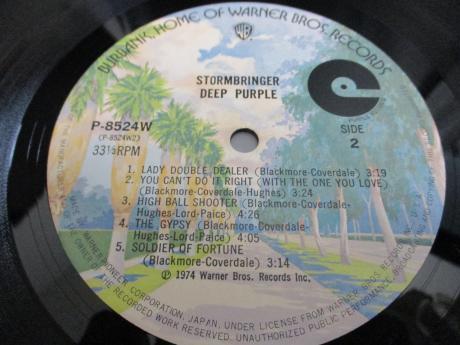 BURBANK, HOME OF WARNER BROS. RECORDS
WB
STORMBRINGER
DEEP PURPLE
e
P-8524W
(P-8524W2)
33⅓RPM
SIDE
2
1. LADY DOUBLE DEALER (Blackmore-Coverdale) 3:19
2. YOU CAN'T DO IT RIGHT (WITH THE ONE YOU LOVE)
(Blackmore-Coverdale-Hughes) 3:24
3. HIGH BALL SHOOTER (Blackmore-Coverdale-
Hughes-Lord-Paice) 4:26
4. THE GYPSY (Blackmore-Coverdale-
Hughes-Lord-Paice) 4:05
5. SOLDIER OF FORTUNE
(Blackmore-Coverdale) 3:14
Ⓟ 1974 Warner Bros. Records Inc.
WARNER-PIONEER CORPORATION, JAPAN, UNDER LICENSE FROM WARNER BROS. RECORDS
OF THE RECORDED WORK RESERVED. UNAUTHORIZED PUBLIC PERFORMANCE,